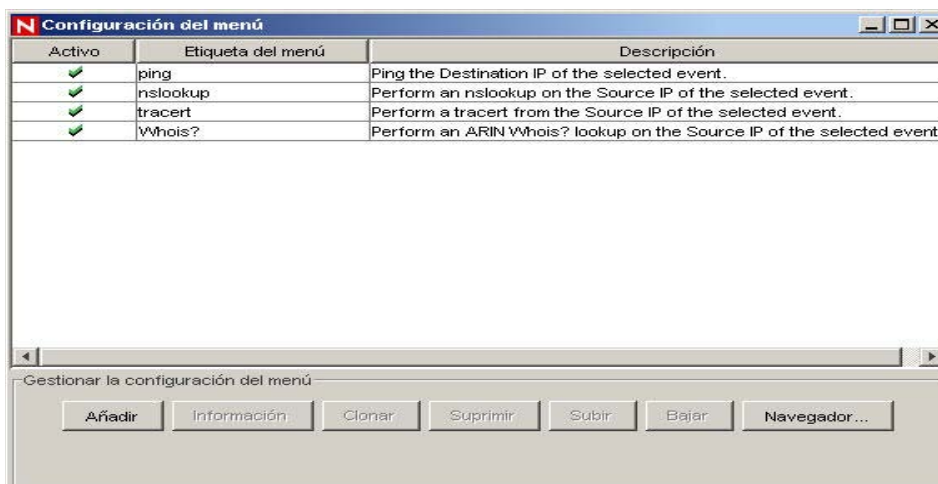 N Configuración del menú
Activo Etiqueta del menú Descripción
ping Ping the Destination IP of the selected event.
nslookup Perform an nslookup on the Source IP of the selected event.
tracert Perform a tracert from the Source IP of the selected event.
Whois? Perform an ARIN Whois? lookup on the Source IP of the selected event
Gestionar la configuración del menú
Añadir Información Clonar Suprimir Subir Bajar Navegador...